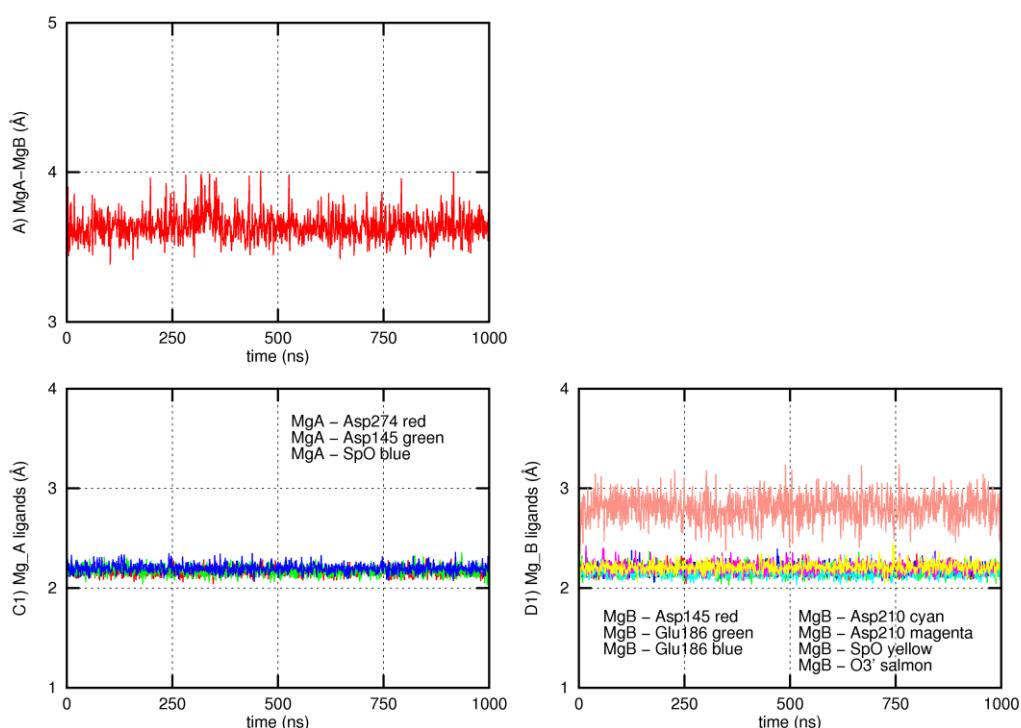 A) MgA−MgB (Å)
5
4
3
0 250 500 750 1000
time (ns)
C1) Mg_A ligands (Å)
4
3
2
1
MgA − Asp274 red
MgA − Asp145 green
MgA − SpO blue
0 250 500 750 1000
time (ns)
D1) Mg_B ligands (Å)
4
3
2
1
MgB − Asp145 red
MgB − Glu186 green
MgB − Glu186 blue
MgB − Asp210 cyan
MgB − Asp210 magenta
MgB − SpO yellow
MgB − O3' salmon
0 250 500 750 1000
time (ns)